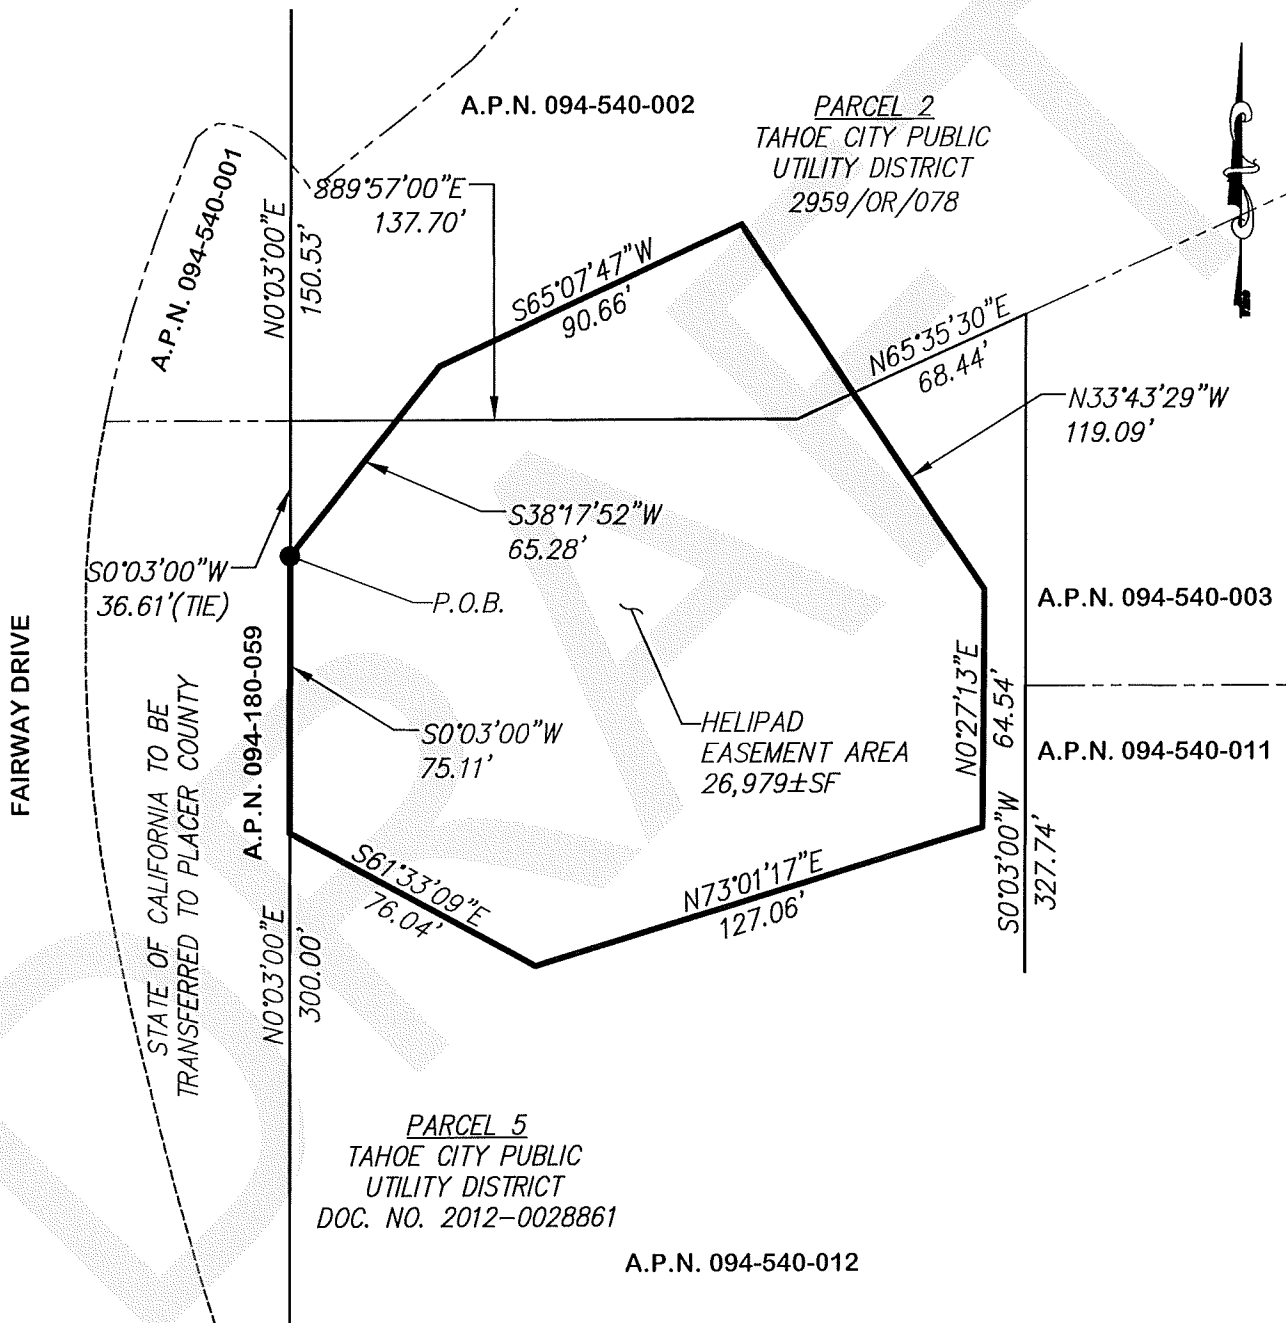 A.P.N. 094-540-002
PARCEL 2
TAHOE CITY PUBLIC
UTILITY DISTRICT
2959/OR/078
A.P.N. 094-540-001
N0°03'00"E
150.53'
S89°57'00"E
137.70'
S65°07'47"W
90.66'
N65°35'30"E
68.44'
N33°43'29"W
119.09'
S38°17'52"W
65.28'
S0°03'00"W
36.61'(TIE)
P.O.B.
A.P.N. 094-540-003
FAIRWAY DRIVE
STATE OF CALIFORNIA TO BE
TRANSFERRED TO PLACER COUNTY
A.P.N. 094-180-059
S0°03'00"W
75.11'
HELIPAD
EASEMENT AREA
26,979±SF
N0°27'13"E
64.54'
A.P.N. 094-540-011
S0°03'00"W
327.74'
S61°33'09"E
76.04'
N73°01'17"E
127.06'
N0°03'00"E
300.00'
PARCEL 5
TAHOE CITY PUBLIC
UTILITY DISTRICT
DOC. NO. 2012-0028861
A.P.N. 094-540-012
DRAFT